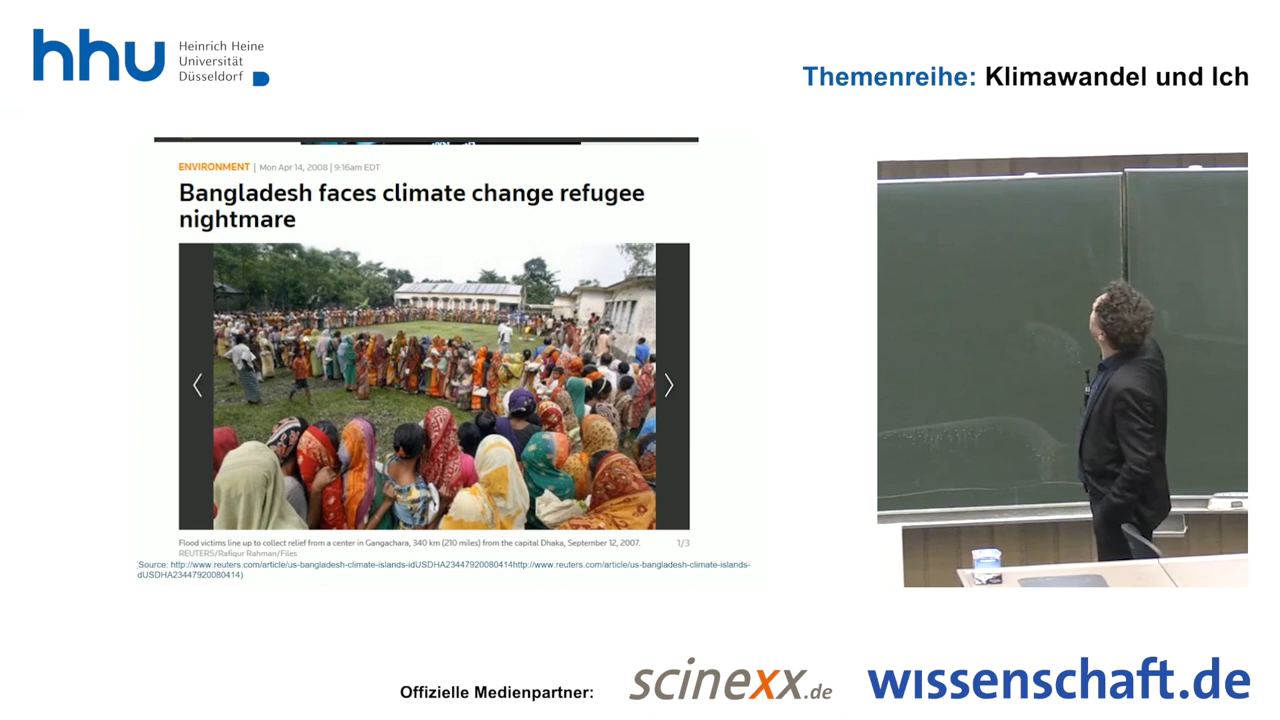 hhu Heinrich Heine
Universität
Düsseldorf
Themenreihe: Klimawandel und Ich
ENVIRONMENT | Mon Apr 14, 2008 | 9:16am EDT
Bangladesh faces climate change refugee
nightmare
Flood victims line up to collect relief from a center in Gangachara, 340 km (210 miles) from the capital Dhaka, September 12, 2007.
1/3
REUTERS/Rafiqur Rahman/Files
Source: http://www.reuters.com/article/us-bangladesh-climate-islands-idUSDHA23447920080414http://www.reuters.com/article/us-bangladesh-climate-islands-
dUSDHA23447920080414)
Offizielle Medienpartner:
scinexx.de
wissenschaft.de